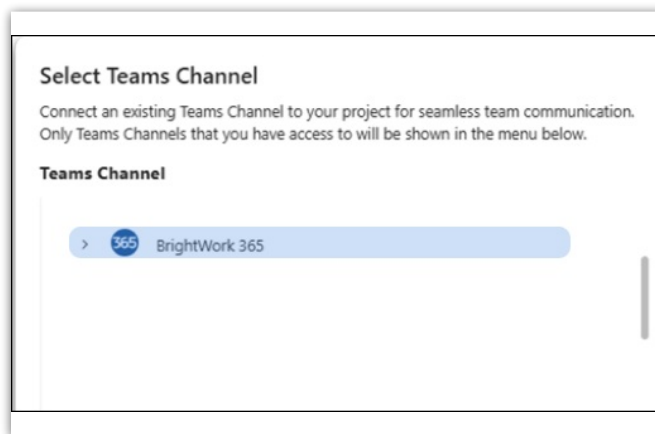 Select Teams Channel
Connect an existing Teams Channel to your project for seamless team communication.
Only Teams Channels that you have access to will be shown in the menu below.
Teams Channel
365 BrightWork 365